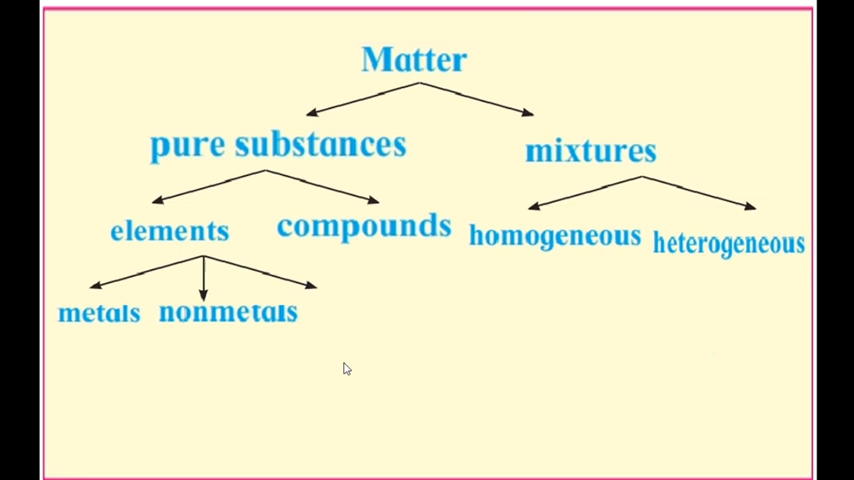 Matter
pure substances
mixtures
elements
compounds
homogeneous
heterogeneous
metals
nonmetals